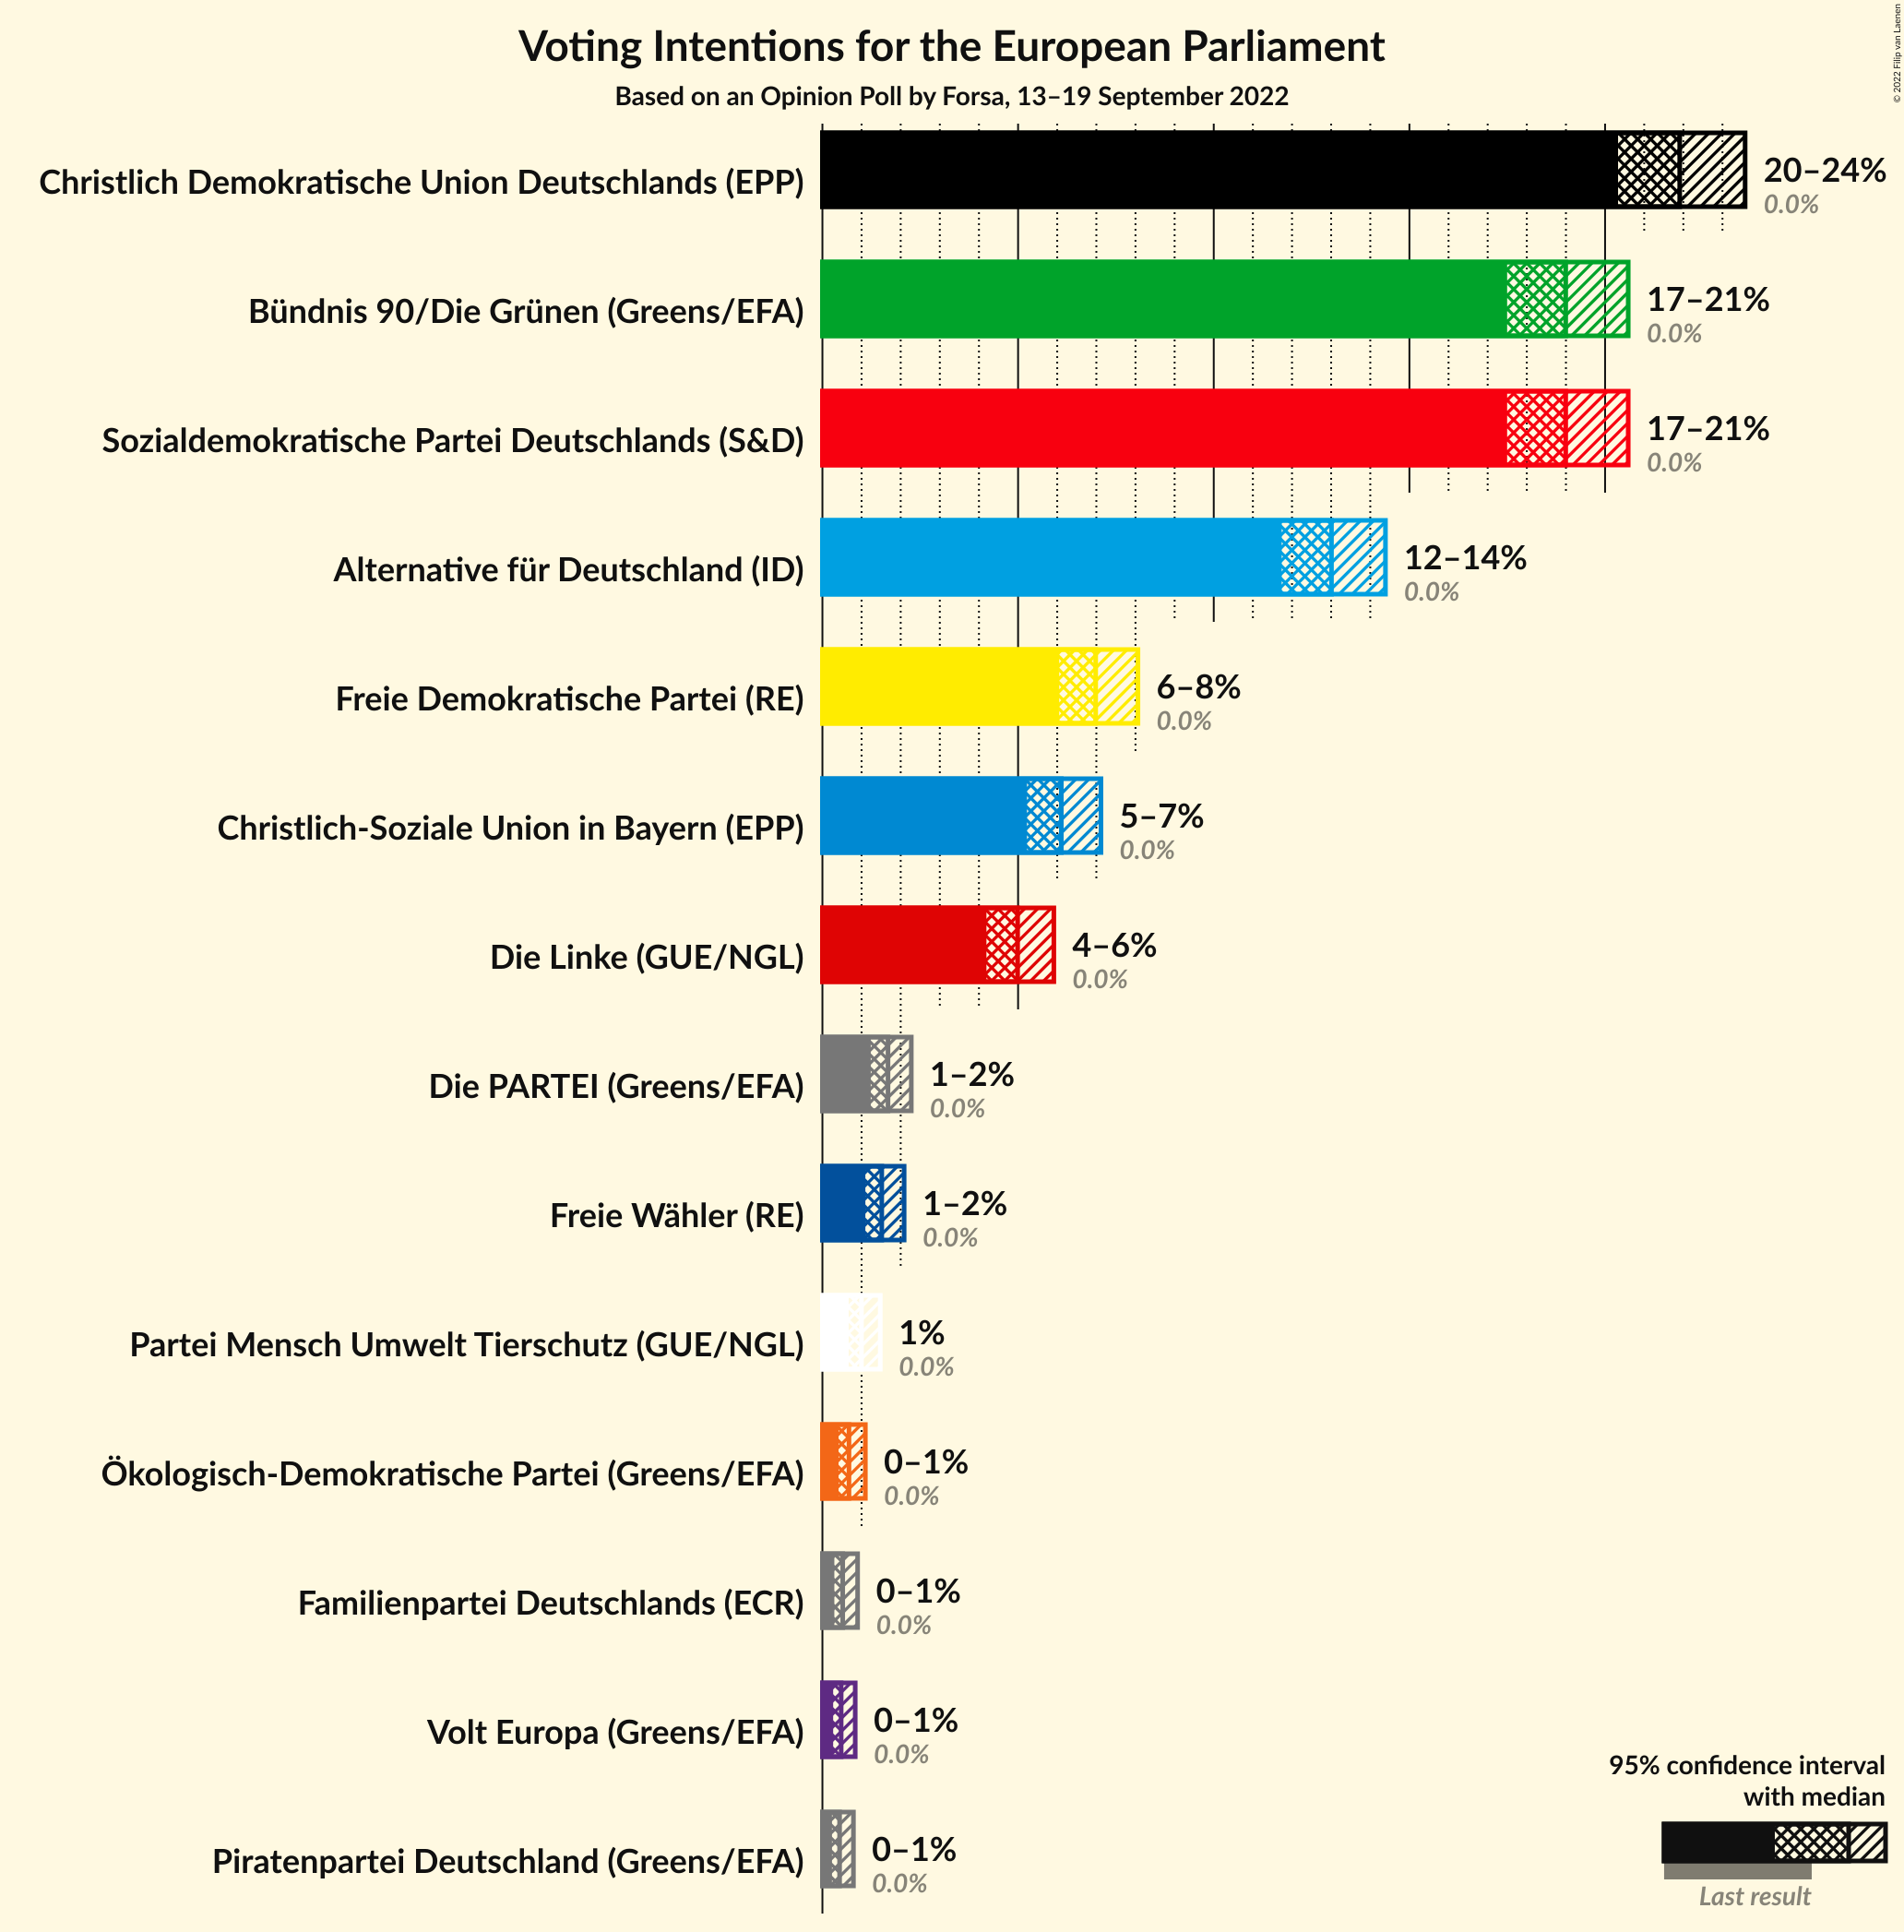 Voting Intentions for the European Parliament
Based on an Opinion Poll by Forsa, 13–19 September 2022
© 2022 Filip van Laenen
Christlich Demokratische Union Deutschlands (EPP)
20–24%
0.0%
Bündnis 90/Die Grünen (Greens/EFA)
17–21%
0.0%
Sozialdemokratische Partei Deutschlands (S&D)
17–21%
0.0%
Alternative für Deutschland (ID)
12–14%
0.0%
Freie Demokratische Partei (RE)
6–8%
0.0%
Christlich-Soziale Union in Bayern (EPP)
5–7%
0.0%
Die Linke (GUE/NGL)
4–6%
0.0%
Die PARTEI (Greens/EFA)
1–2%
0.0%
Freie Wähler (RE)
1–2%
0.0%
Partei Mensch Umwelt Tierschutz (GUE/NGL)
1%
0.0%
Ökologisch-Demokratische Partei (Greens/EFA)
0–1%
0.0%
Familienpartei Deutschlands (ECR)
0–1%
0.0%
Volt Europa (Greens/EFA)
0–1%
0.0%
Piratenpartei Deutschland (Greens/EFA)
0–1%
0.0%
95% confidence interval
with median
Last result